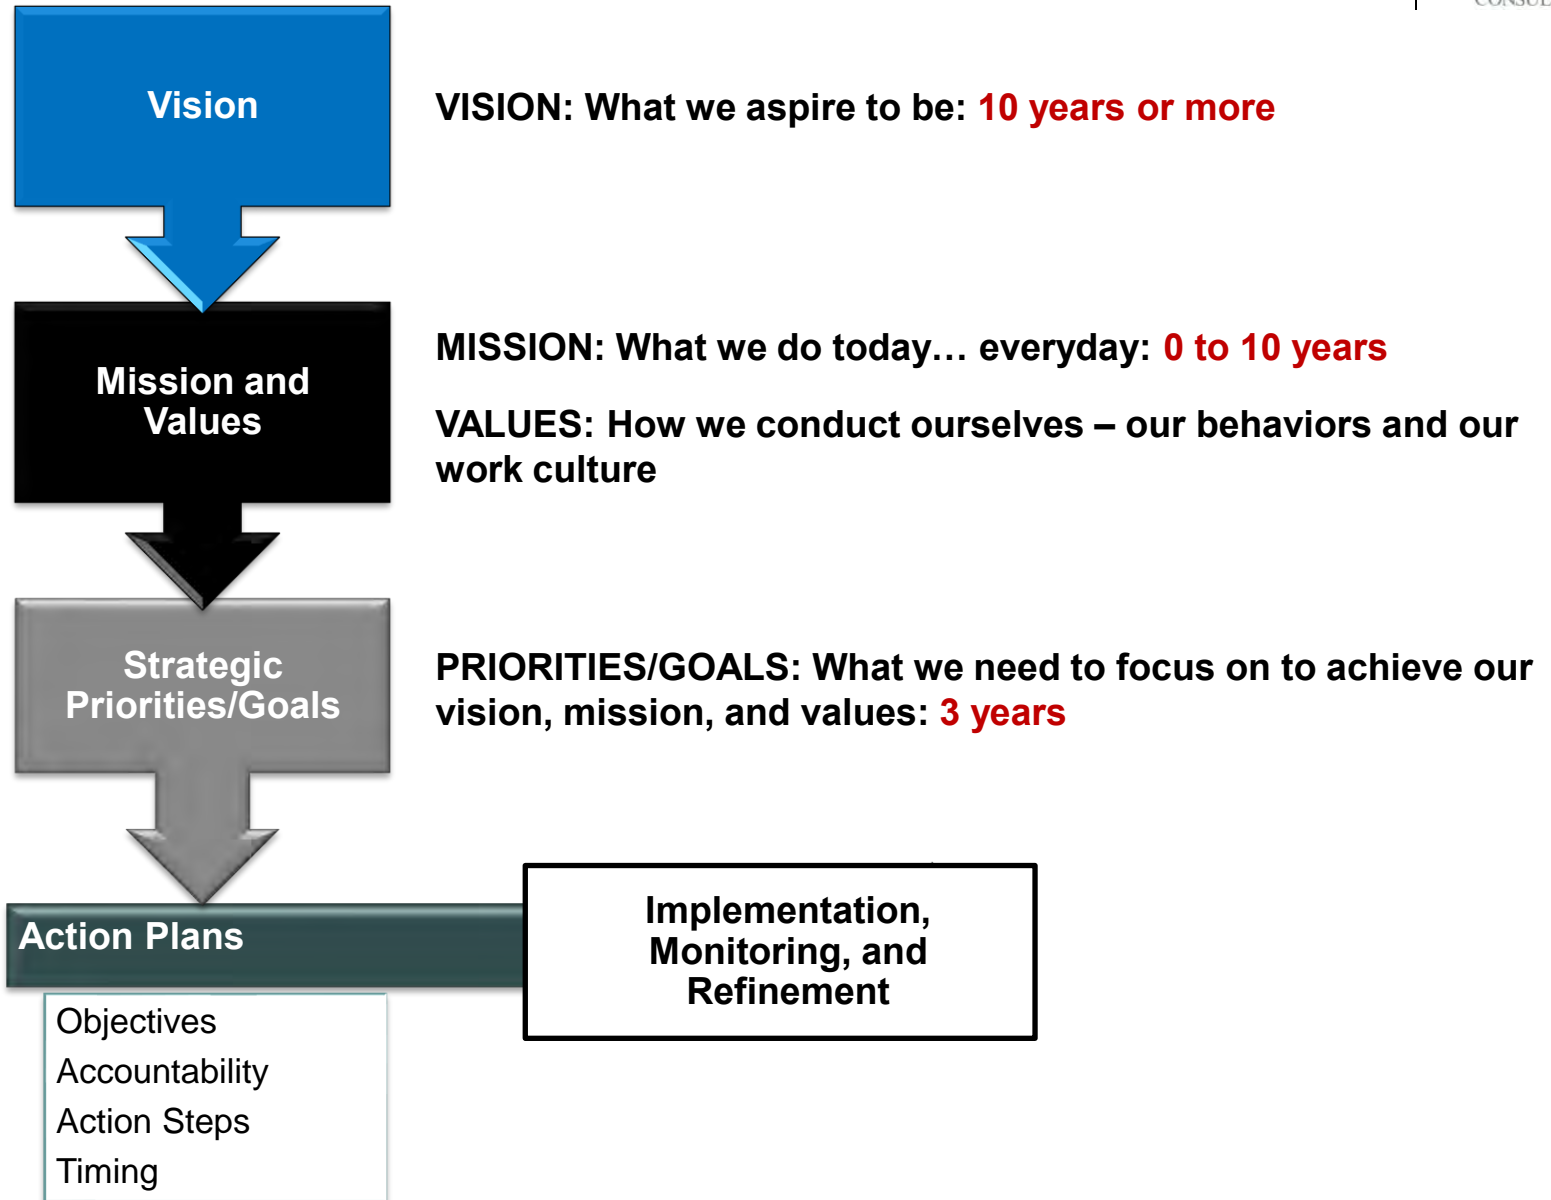 Vision
VISION: What we aspire to be: 10 years or more
Mission and
Values
MISSION: What we do today… everyday: 0 to 10 years
VALUES: How we conduct ourselves – our behaviors and our
work culture
Strategic
Priorities/Goals
PRIORITIES/GOALS: What we need to focus on to achieve our
vision, mission, and values: 3 years
Action Plans
Implementation,
Monitoring, and
Refinement
Objectives
Accountability
Action Steps
Timing